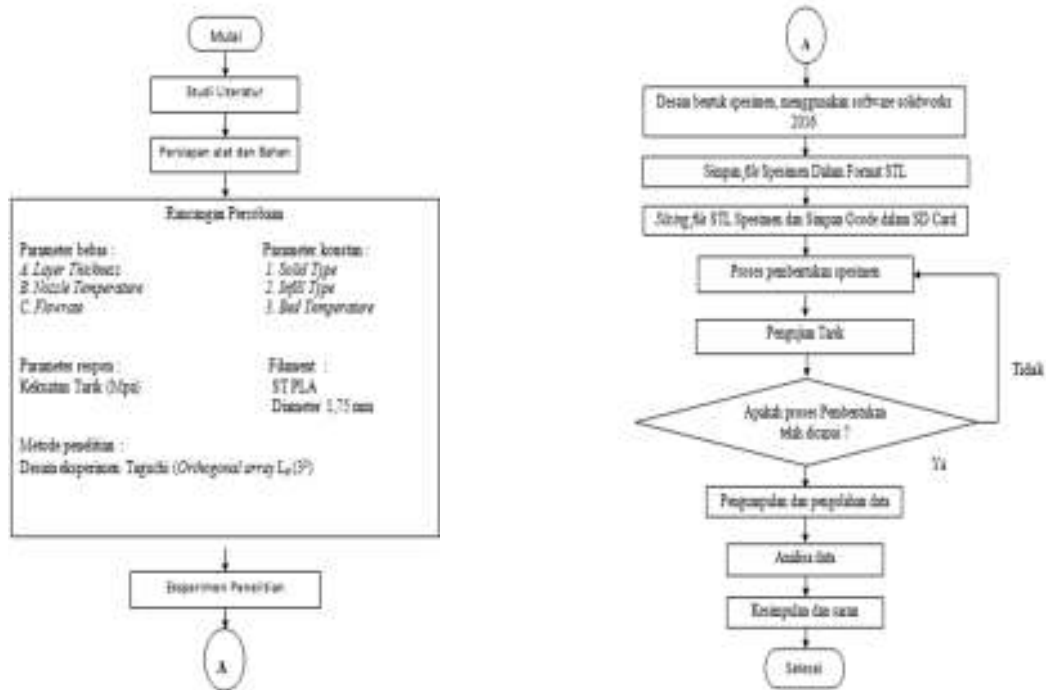 Mulai
Studi Literatur
Persiapan alat dan Bahan
Rancangan Percobaan
Parameter bebas :
A. Layer Thickness
B. Nozzle Temperature
C. Flowrate
Parameter konstan :
1. Solid Type
2. Infill Type
3. Bed Temperature
Parameter respon :
Kekuatan Tarik (Mpa)
Filament :
ST PLA
Diameter 1,75 mm
Metode penelitian :
Desain eksperimen Taguchi (Orthogonal array L₉(3³)
Eksperimen Penelitian
A
A
Desain bentuk spesimen, menggunakan software solidworks
2016
Simpan file Spesimen Dalam Format STL
Slicing file STL Spesimen dan Simpan Gcode dalam SD Card
Proses pembentukan spesimen
Pengujian Tarik
Tidak
Apakah proses Pembentukan
telah dicapai ?
Ya
Pengumpulan dan pengolahan data
Analisa data
Kesimpulan dan saran
Selesai